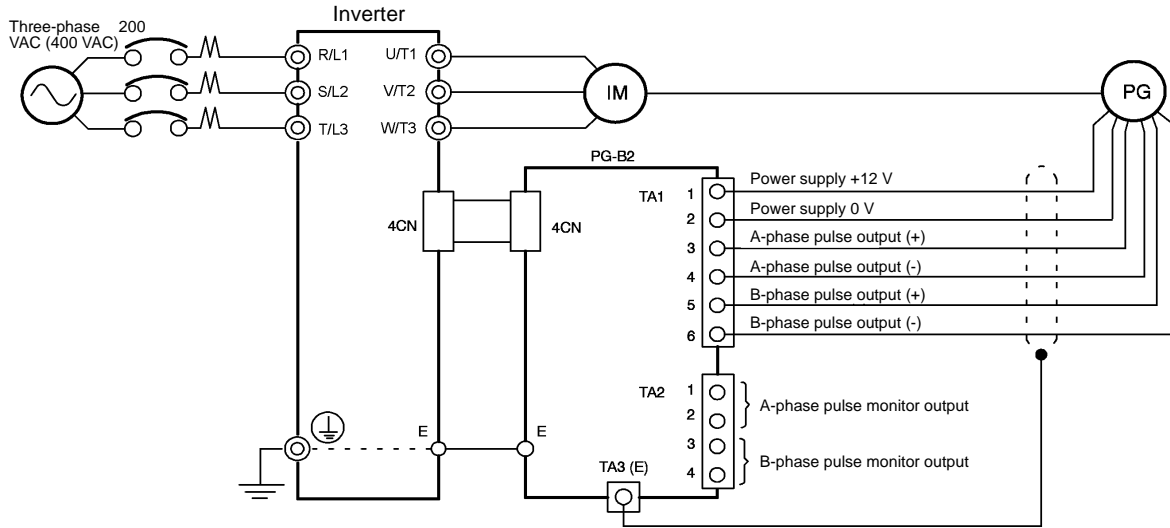 Inverter
Three-phase 200
VAC (400 VAC)
R/L1
U/T1
S/L2
V/T2
IM
PG
T/L3
W/T3
PG-B2
TA1
1
Power supply +12 V
2
Power supply 0 V
4CN
4CN
3
A-phase pulse output (+)
4
A-phase pulse output (-)
5
B-phase pulse output (+)
6
B-phase pulse output (-)
TA2
1
2
A-phase pulse monitor output
E
E
3
4
B-phase pulse monitor output
TA3 (E)